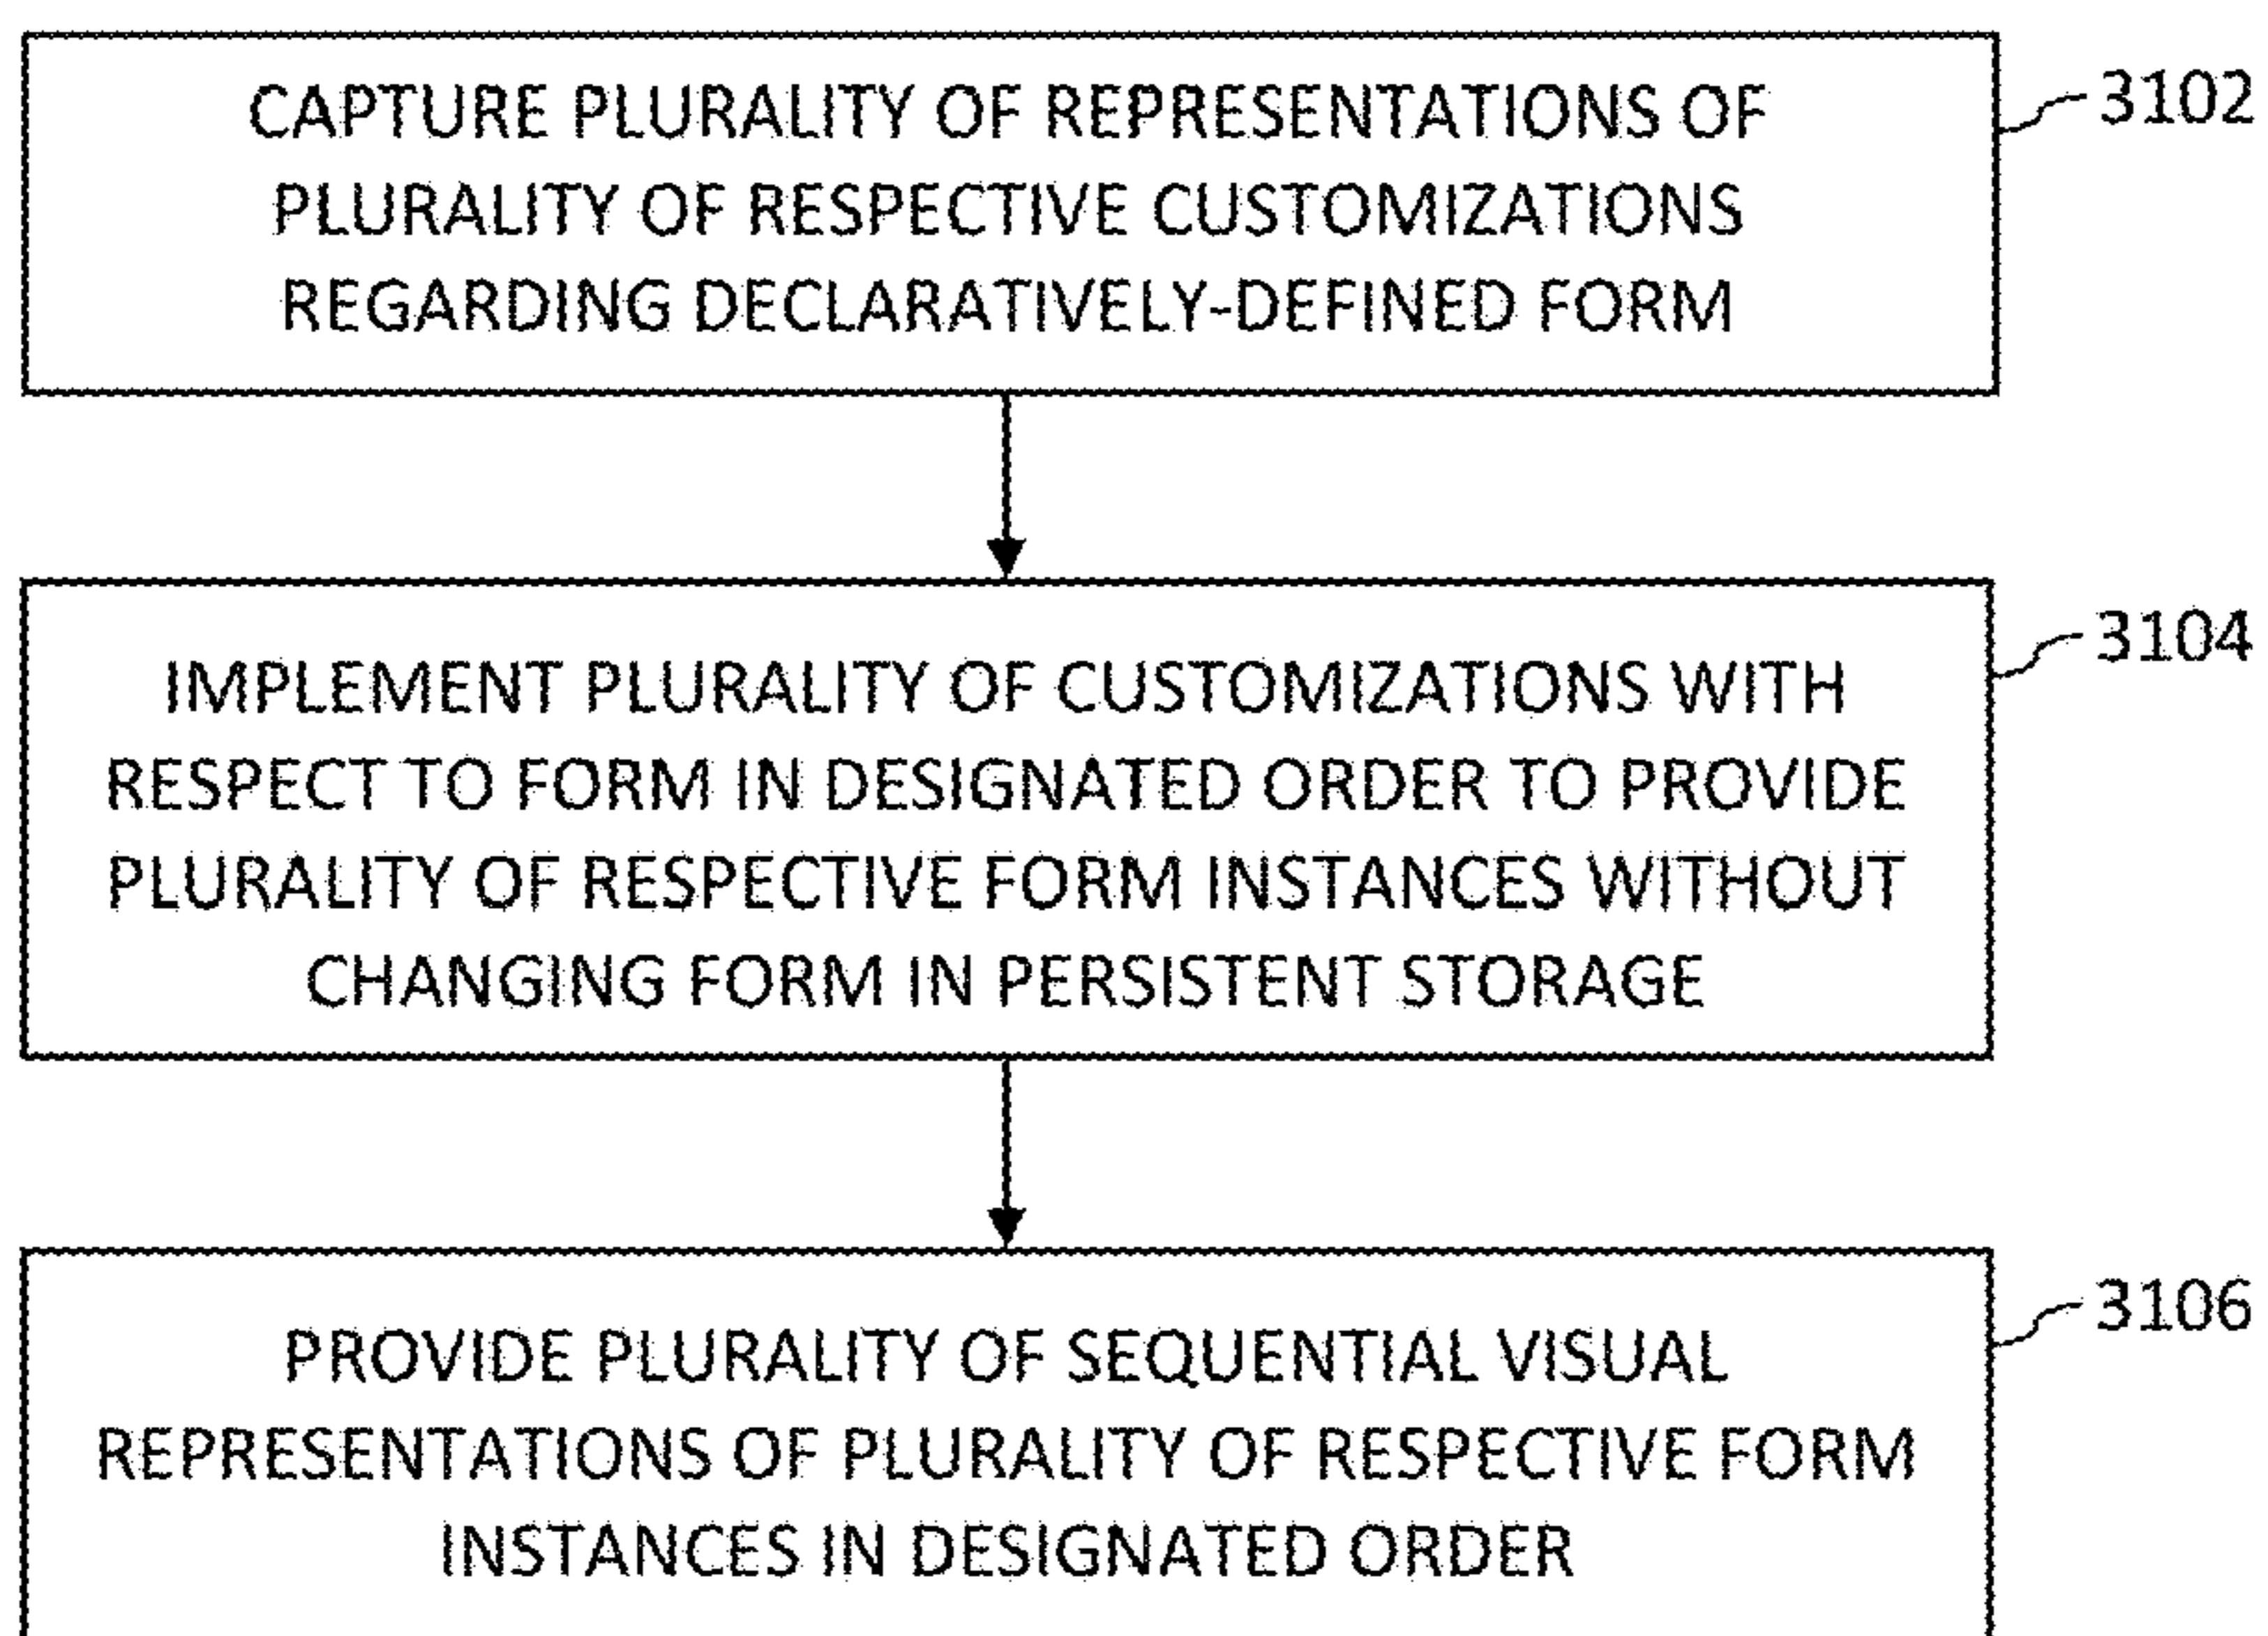 CAPTURE PLURALITY OF REPRESENTATIONS OF
PLURALITY OF RESPECTIVE CUSTOMIZATIONS
REGARDING DECLARATIVELY-DEFINED FORM
3102
IMPLEMENT PLURALITY OF CUSTOMIZATIONS WITH
RESPECT TO FORM IN DESIGNATED ORDER TO PROVIDE
PLURALITY OF RESPECTIVE FORM INSTANCES WITHOUT
CHANGING FORM IN PERSISTENT STORAGE
3104
PROVIDE PLURALITY OF SEQUENTIAL VISUAL
REPRESENTATIONS OF PLURALITY OF RESPECTIVE FORM
INSTANCES IN DESIGNATED ORDER
3106